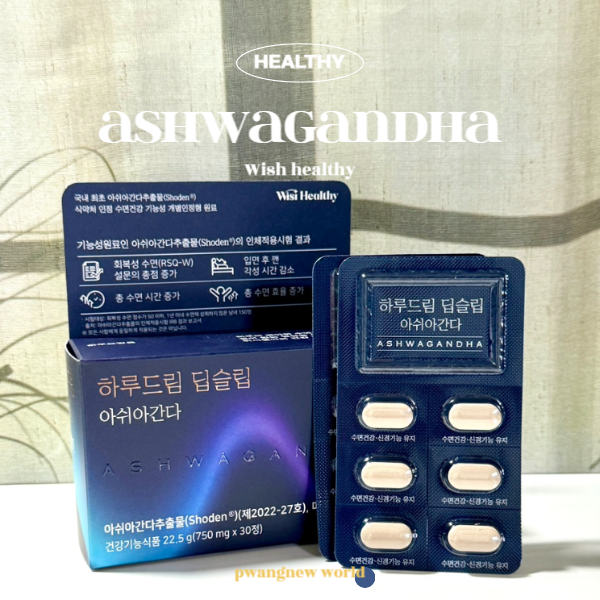 HEALTHY
ASHWAGANDHA
Wish healthy
국내 최초 아쉬아간다추출물(Shoden®)
식약처 인정 수면건강 기능성 개별인정형 원료
Wisi Healthy
기능성원료인 아쉬아간다추출물(Shoden®)의 인체적용시험 결과
회복성 수면(RSQ-W)
설문의 총점 증가
입면 후 깬
각성 시간 감소
총 수면 시간 증가
총 수면 효율 증가
하루드림 딥슬립
아쉬아간다
ASHWAGAN
아쉬아간다추출물(Shoden®)(제2022-27호),
건강기능식품 22.5 g(750 mg x 30정)
하루드림 딥슬립
아쉬아간다
ASHWAGANDHA
수면건강·신경기능 유지
수면건강·신경기능 유지
수면건강·신경기능 유지
수면건강·신경기능 유지
수면건강·신경기능 유지
수면건강·신경기능 유지
pwangnew world